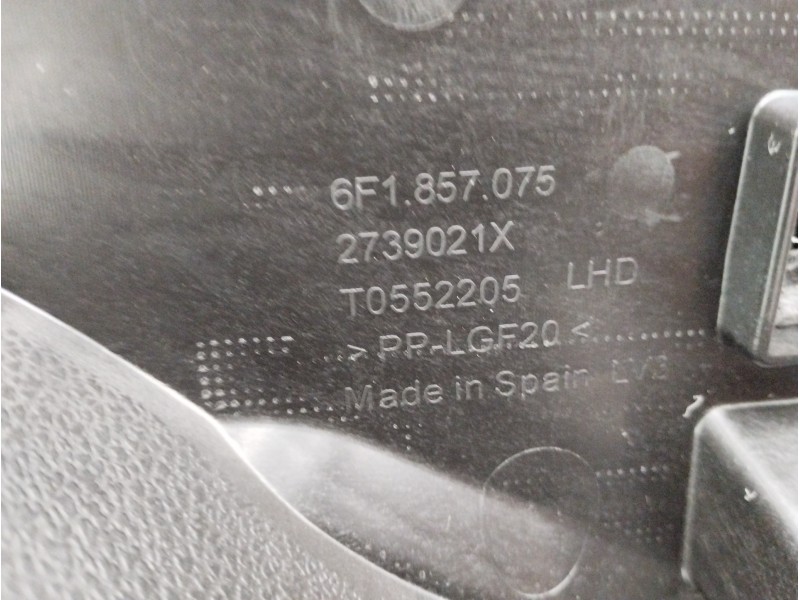 6F1.857.075
2739021X
T0552205 LHD
> PP-LGF20 <
Made in Spain